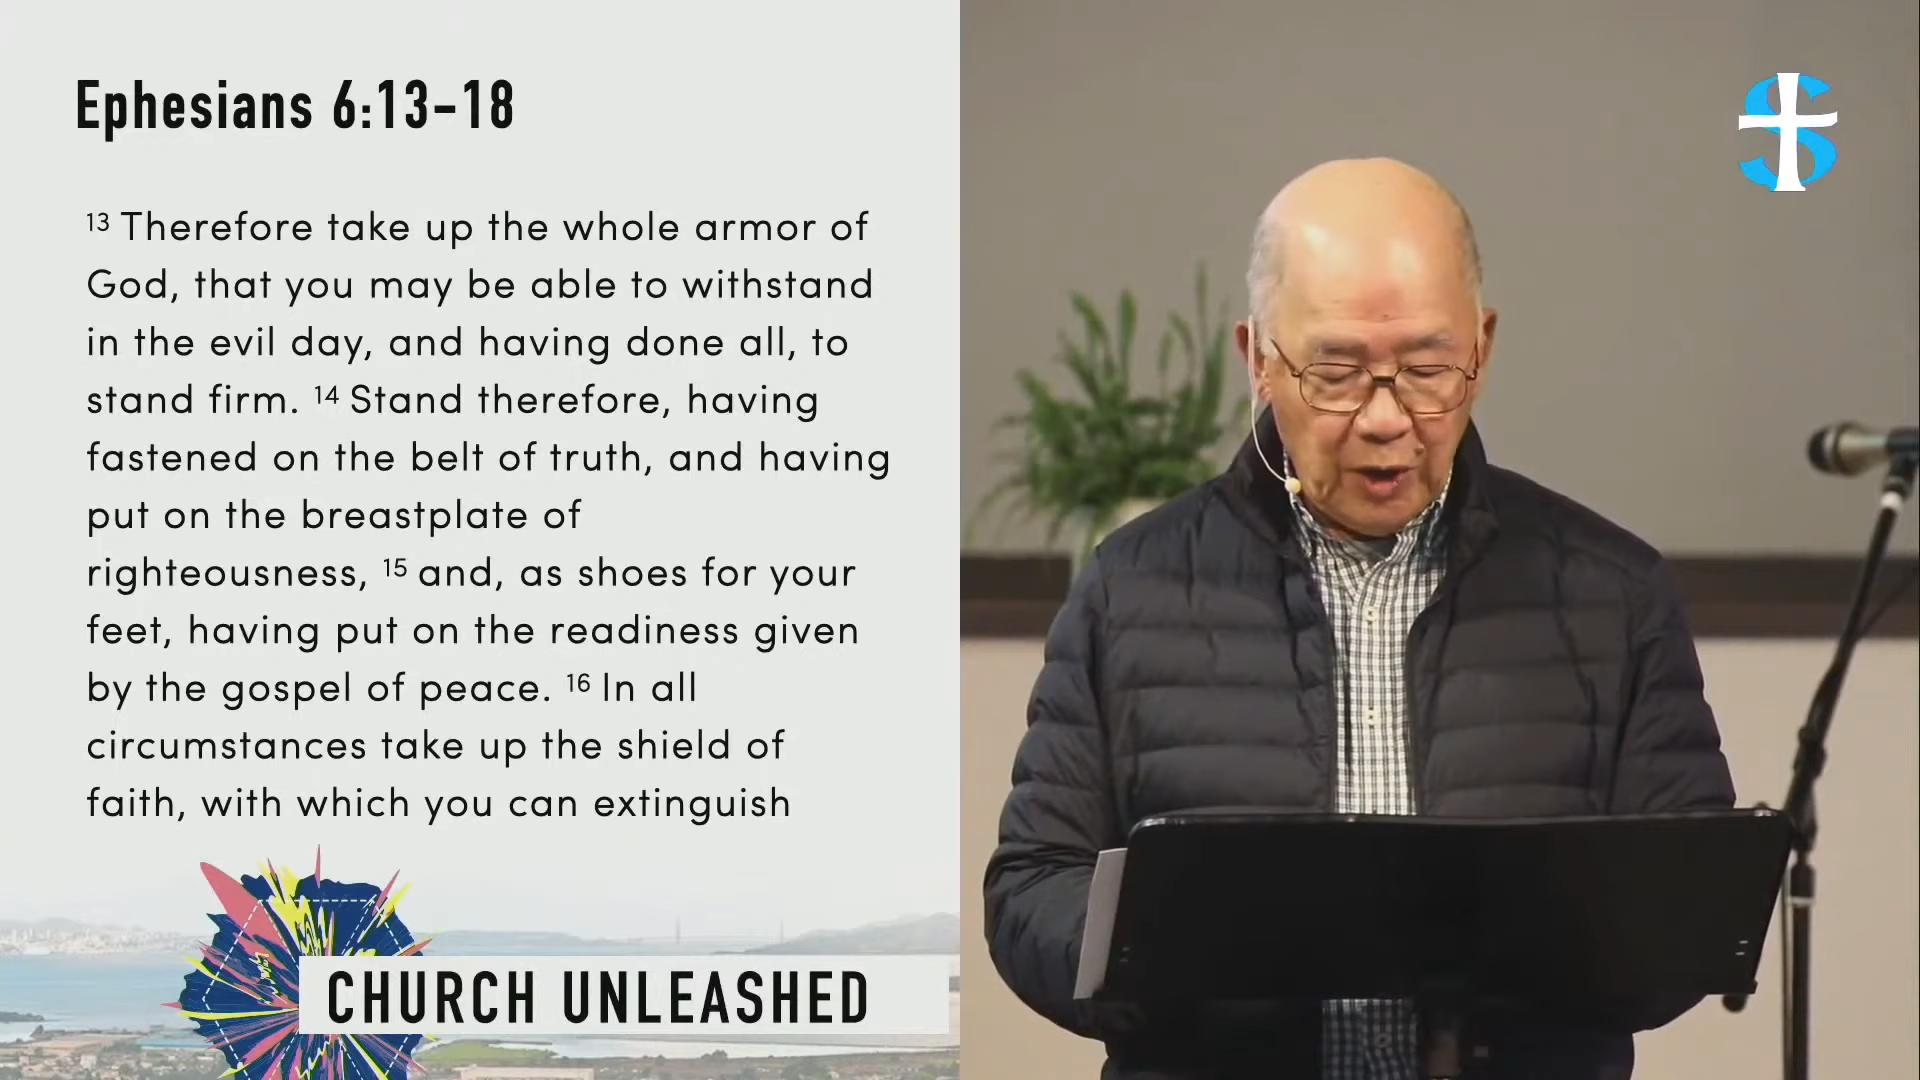 Ephesians 6:13-18
13 Therefore take up the whole armor of
God, that you may be able to withstand
in the evil day, and having done all, to
stand firm. 14 Stand therefore, having
fastened on the belt of truth, and having
put on the breastplate of
righteousness, 15 and, as shoes for your
feet, having put on the readiness given
by the gospel of peace. 16 In all
circumstances take up the shield of
faith, with which you can extinguish
CHURCH UNLEASHED